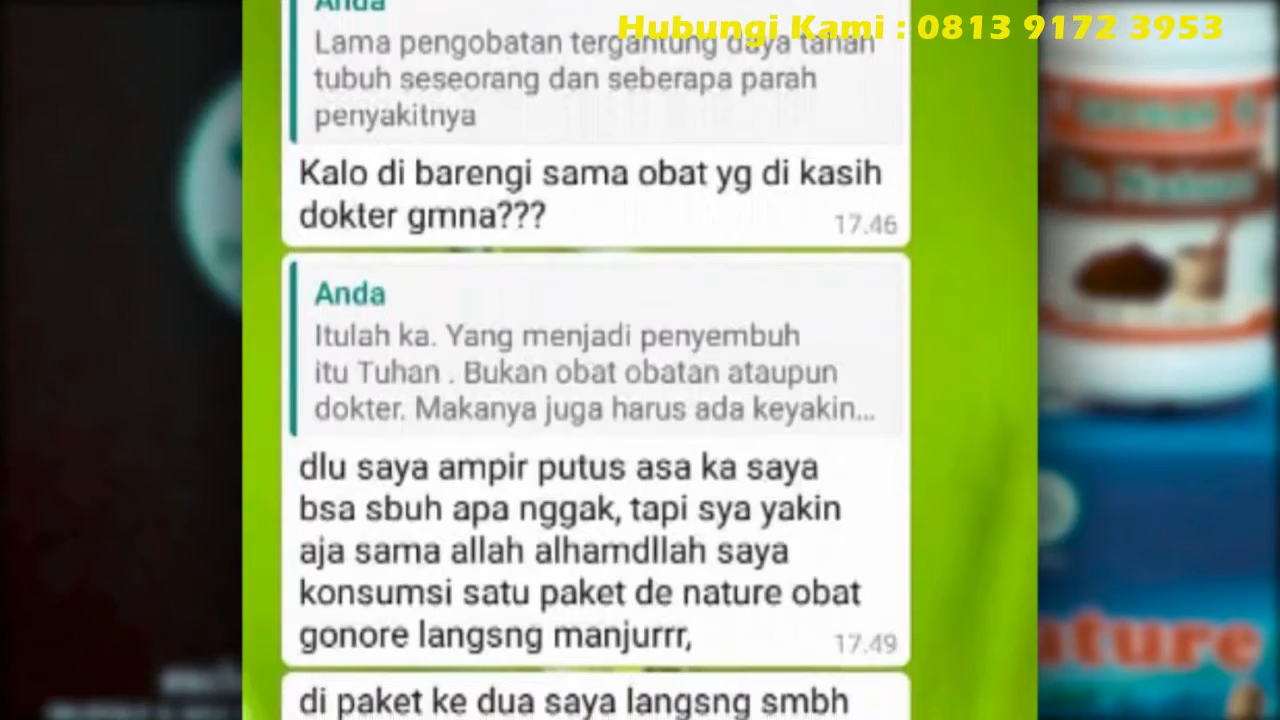 Hubungi Kami : 0813 9172 3953
Anda
Lama pengobatan tergantung daya tahan
tubuh seseorang dan seberapa parah
penyakitnya
Kalo di barengi sama obat yg di kasih
dokter gmna???
17.46
Anda
Itulah ka. Yang menjadi penyembuh
itu Tuhan . Bukan obat obatan ataupun
dokter. Makanya juga harus ada keyakin...
dlu saya ampir putus asa ka saya
bsa sbuh apa nggak, tapi sya yakin
aja sama allah alhamdllah saya
konsumsi satu paket de nature obat
gonore langsng manjurrr,
17.49
di paket ke dua saya langsng smbh